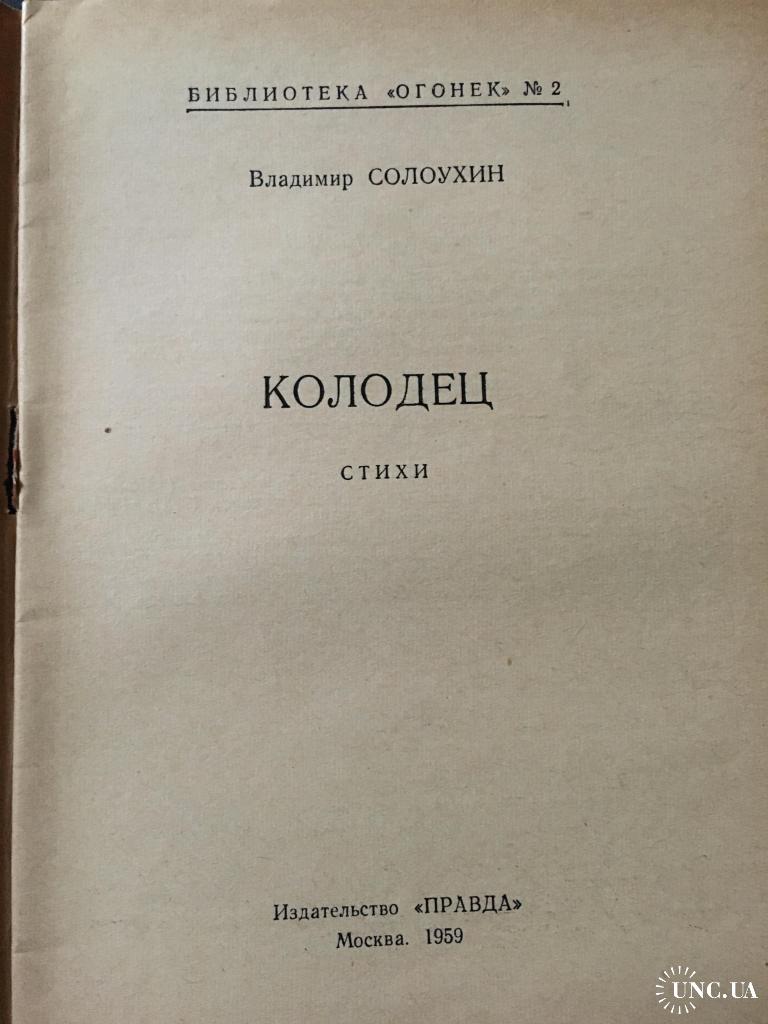 БИБЛИОТЕКА «ОГОНЕК» № 2
Владимир СОЛОУХИН
КОЛОДЕЦ
СТИХИ
Издательство «ПРАВДА»
Москва. 1959
UNC.UA